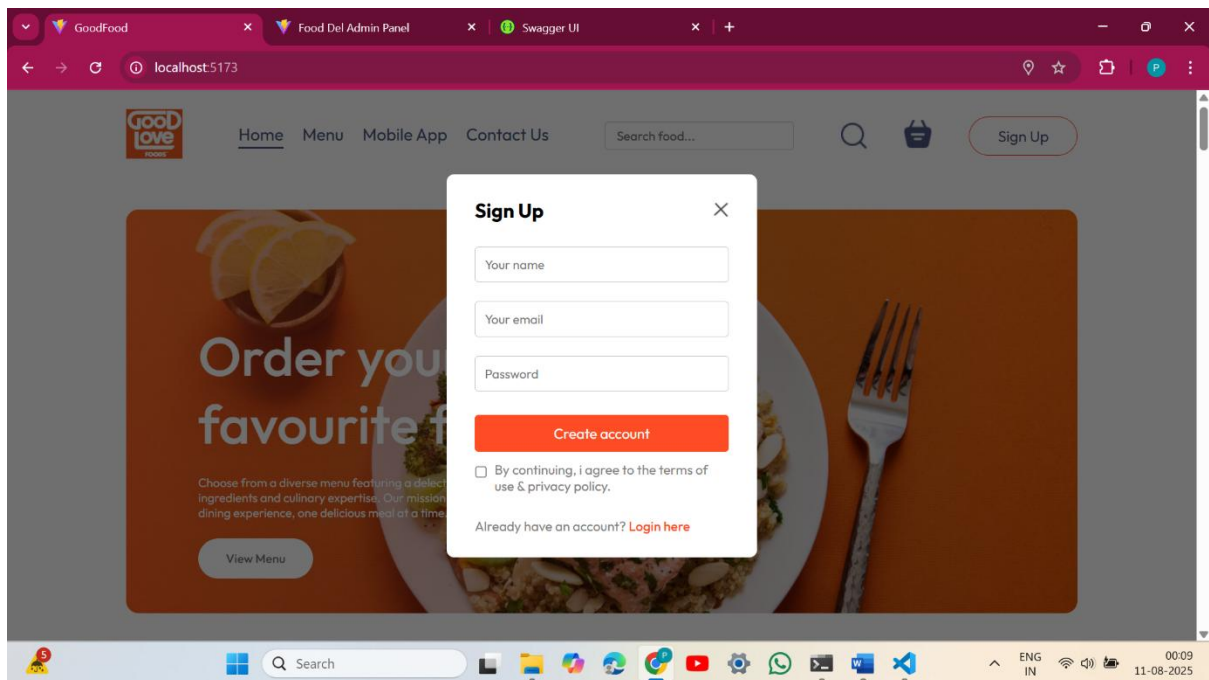 GoodFood
Food Del Admin Panel
Swagger UI
localhost:5173
P
GOOD
LOVE
FOODS
Home Menu Mobile App Contact Us Search food... Sign Up
Sign Up
Your name
Your email
Password
Create account
By continuing, i agree to the terms of
use & privacy policy.
Already have an account? Login here
Order you
favourite f
Choose from a diverse menu featuring a delect
ingredients and culinary expertise. Our mission
dining experience, one delicious meal at a time.
View Menu
5
Search
ENG
IN
00:09
11-08-2025